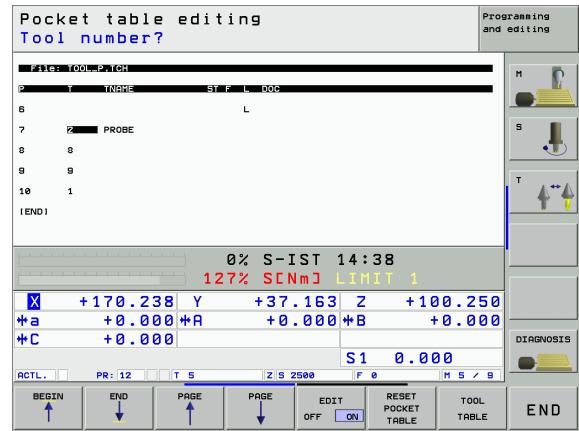 Pocket table editing
Tool number?
Programming
and editing
File: TOOL_P.TCH
P T TNAME ST F L DOC
6 L
7 2 PROBE
8 8
9 9
10 1
[END]
M
S
T
0% S-IST 14:38
127% S[Nm] LIMIT 1
X +170.238 Y +37.163 Z +100.250
a +0.000 A +0.000 B +0.000
C +0.000
S1 0.000
ACTL. PR: 12 T 5 Z S 2500 F 0 M 5 / 9
DIAGNOSIS
BEGIN
END
PAGE
PAGE
EDIT
OFF ON
RESET
POCKET
TABLE
TOOL
TABLE
END